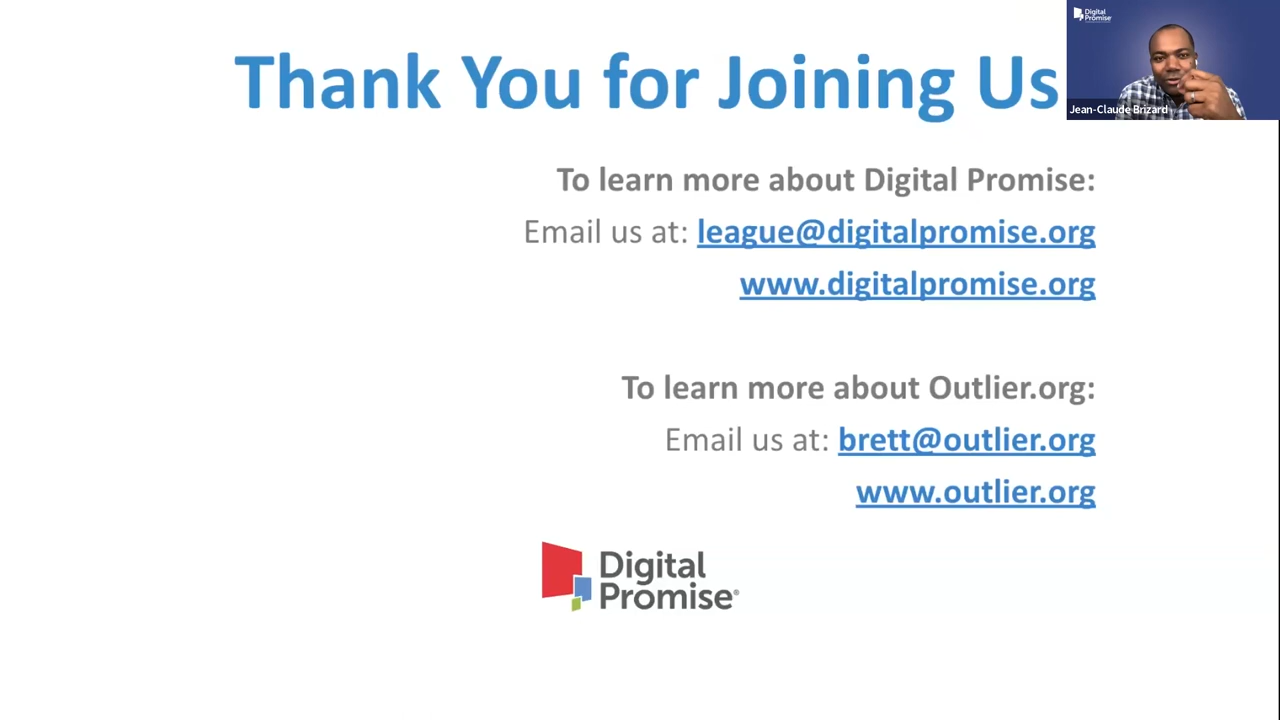 Thank You for Joining Us
Digital
Promise
Jean-Claude Brizard
To learn more about Digital Promise:
Email us at: league@digitalpromise.org
www.digitalpromise.org
To learn more about Outlier.org:
Email us at: brett@outlier.org
www.outlier.org
Digital
Promise®